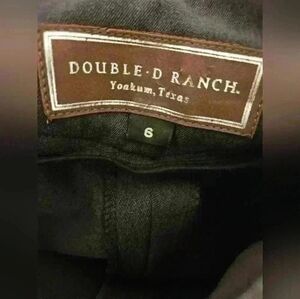 DOUBLE·D RANCH.
Yoakum, Texas
6